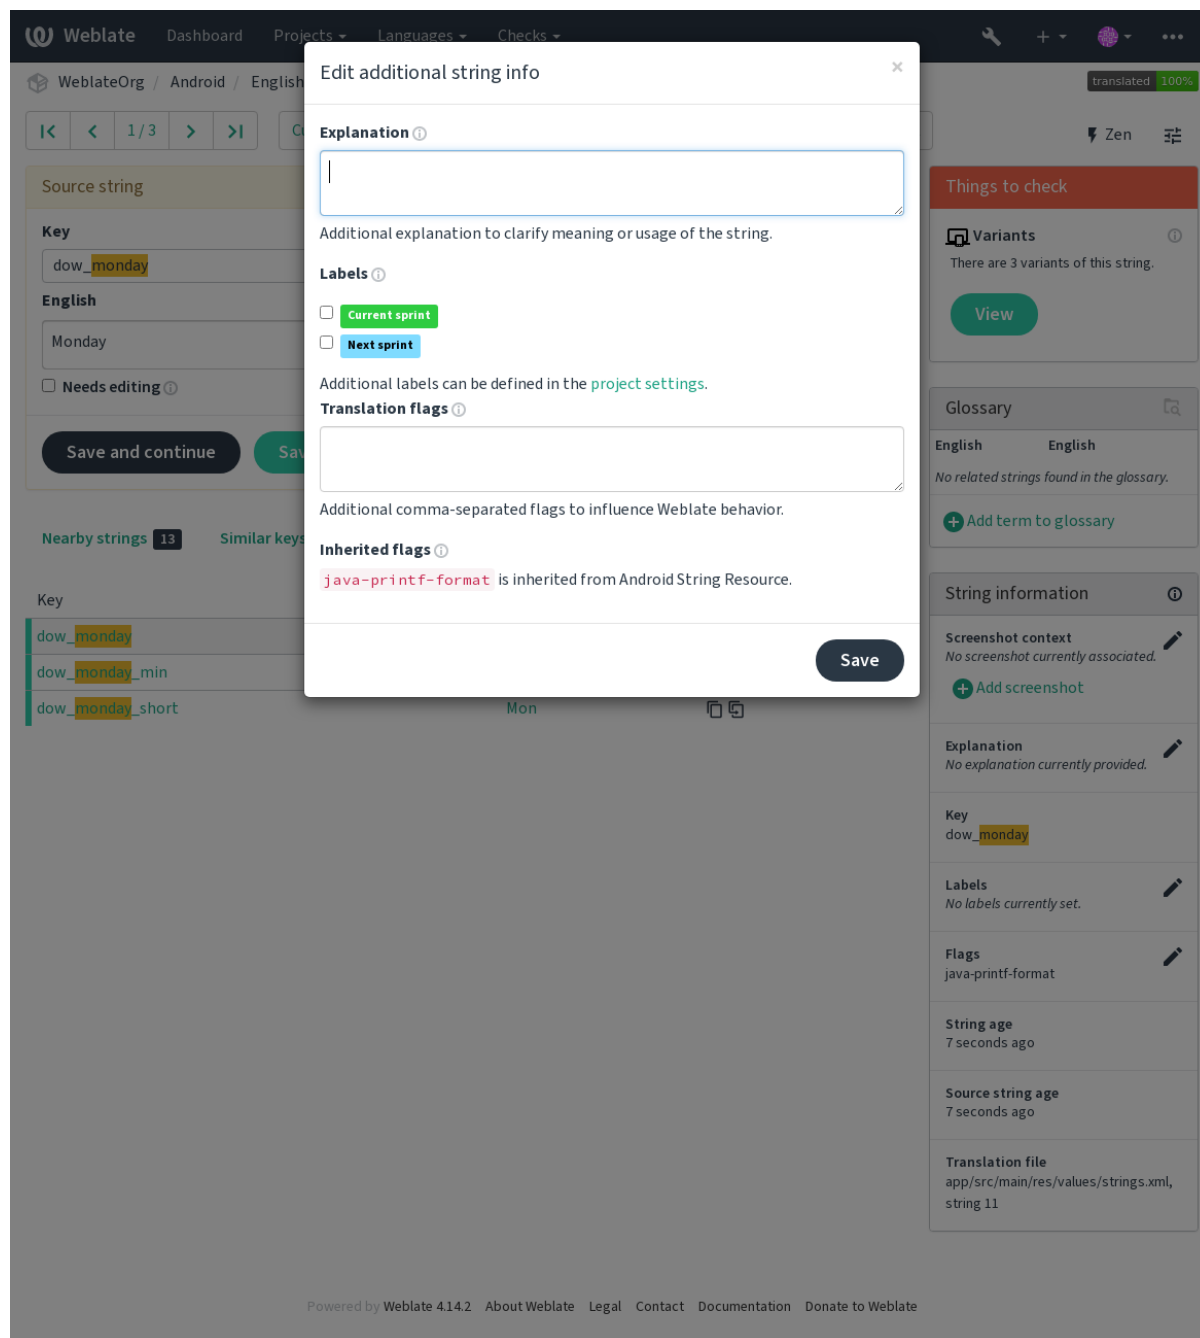 Weblate Dashboard Projects Languages Checks
WeblateOrg / Android / English
translated 100%
1 / 3
Zen
Source string
Key
dow_monday
English
Monday
Needs editing
Save and continue
Nearby strings 13 Similar keys
Key
dow_monday
dow_monday_min
dow_monday_short Mon
Edit additional string info
×
Explanation
Additional explanation to clarify meaning or usage of the string.
Labels
Current sprint
Next sprint
Additional labels can be defined in the project settings.
Translation flags
Additional comma-separated flags to influence Weblate behavior.
Inherited flags
java-printf-format is inherited from Android String Resource.
Save
Things to check
Variants
There are 3 variants of this string.
View
Glossary
English English
No related strings found in the glossary.
Add term to glossary
String information
Screenshot context
No screenshot currently associated.
Add screenshot
Explanation
No explanation currently provided.
Key
dow_monday
Labels
No labels currently set.
Flags
java-printf-format
String age
7 seconds ago
Source string age
7 seconds ago
Translation file
app/src/main/res/values/strings.xml,
string 11
Powered by Weblate 4.14.2 About Weblate Legal Contact Documentation Donate to Weblate